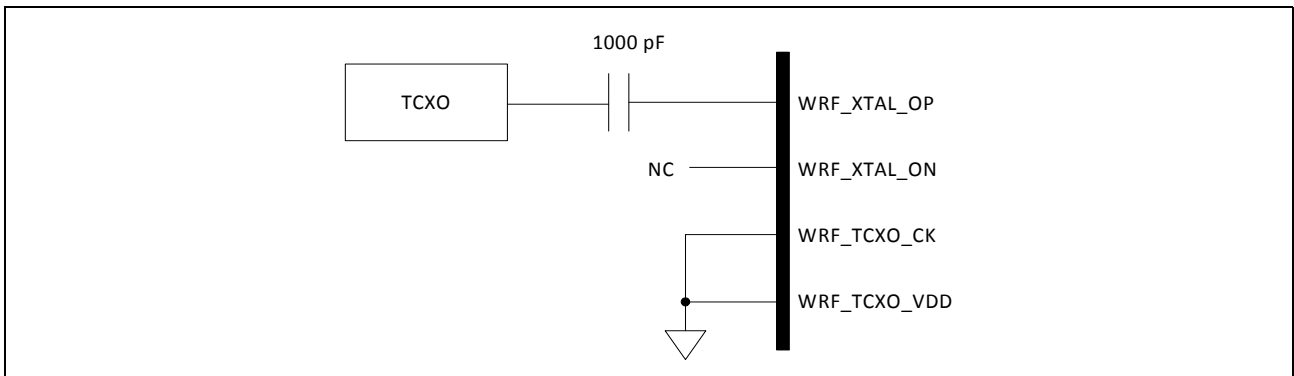 1000 pF
TCXO
WRF_XTAL_OP
NC
WRF_XTAL_ON
WRF_TCXO_CK
WRF_TCXO_VDD